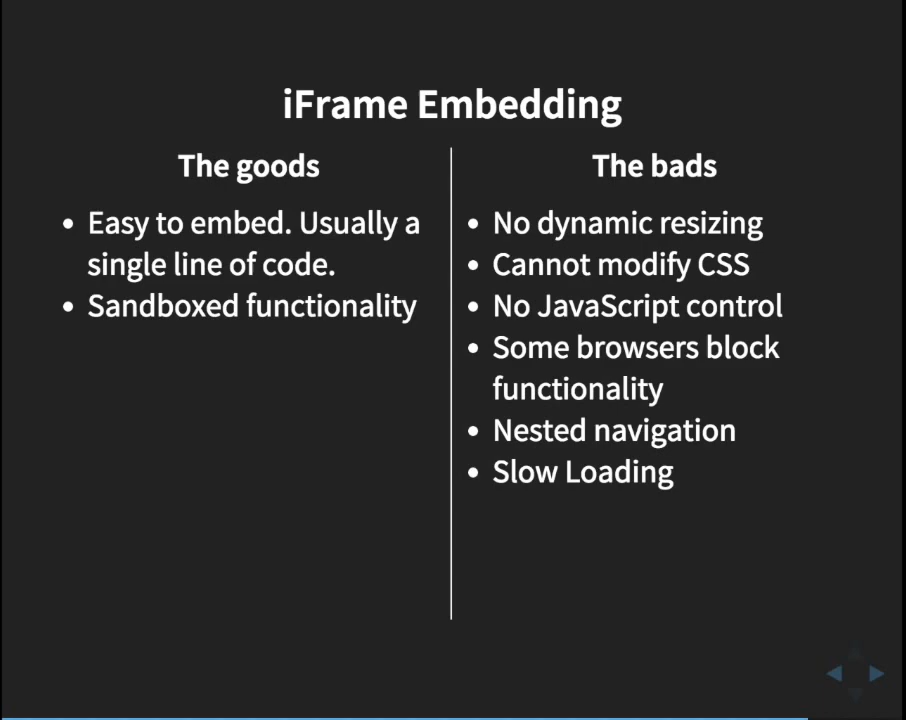 iFrame Embedding
The goods
Easy to embed. Usually a
single line of code.
Sandboxed functionality
The bads
No dynamic resizing
Cannot modify CSS
No JavaScript control
Some browsers block
functionality
Nested navigation
Slow Loading